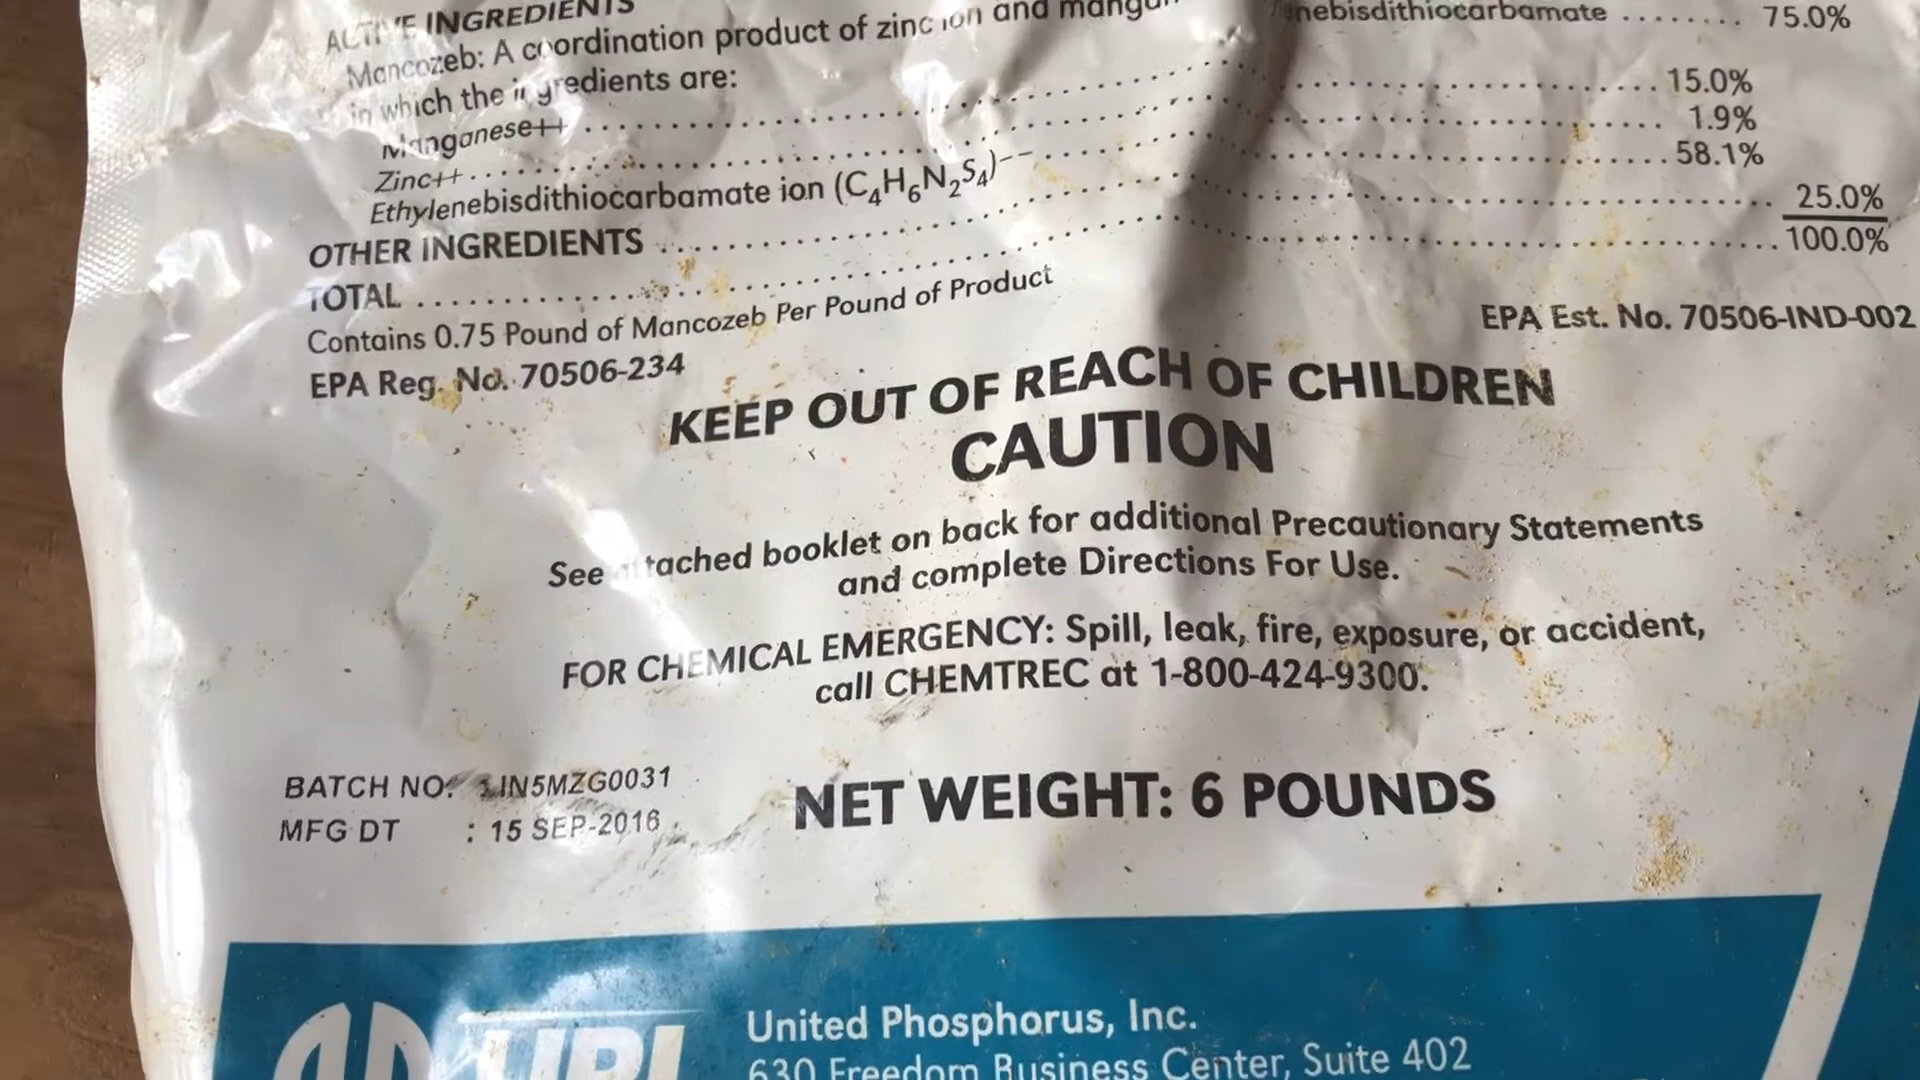 ACTIVE INGREDIENTS
Mancozeb: A coordination product of zinc ion and enebisdithiocarbamate ........ 75.0%
in which the ingredients are:
Manganese++ ........ 15.0%
Zinc++ ........ 1.9%
Ethylenebisdithiocarbamate ion (C₄H₆N₂S₄)-- ........ 58.1%
OTHER INGREDIENTS ........ 25.0%
TOTAL ........ 100.0%
Contains 0.75 Pound of Mancozeb Per Pound of Product
EPA Reg. No. 70506-234
EPA Est. No. 70506-IND-002
KEEP OUT OF REACH OF CHILDREN
CAUTION
See attached booklet on back for additional Precautionary Statements
and complete Directions For Use.
FOR CHEMICAL EMERGENCY: Spill, leak, fire, exposure, or accident,
call CHEMTREC at 1-800-424-9300.
BATCH NO: IN5MZG0031
MFG DT : 15 SEP-2016
NET WEIGHT: 6 POUNDS
UPL
United Phosphorus, Inc.
630 Freedom Business Center, Suite 402